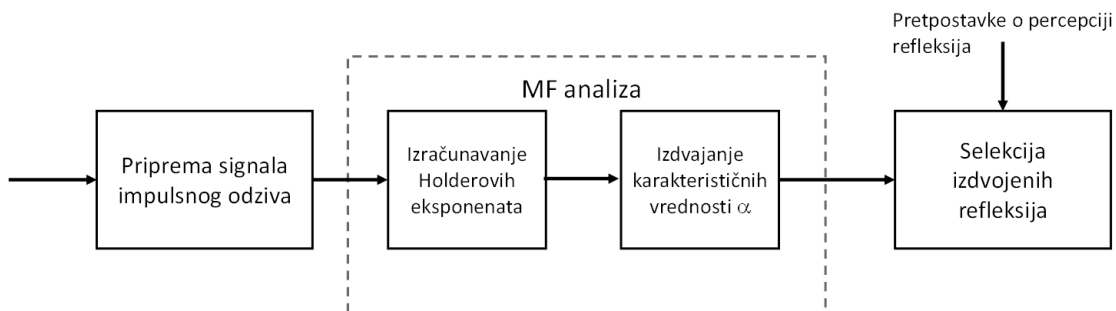 Pretpostavke o percepciji
refleksija
MF analiza
Priprema signala
impulsnog odziva
Izračunavanje
Holderovih
eksponenata
Izdvajanje
karakterističnih
vrednosti α
Selekcija
izdvojenih
refleksija